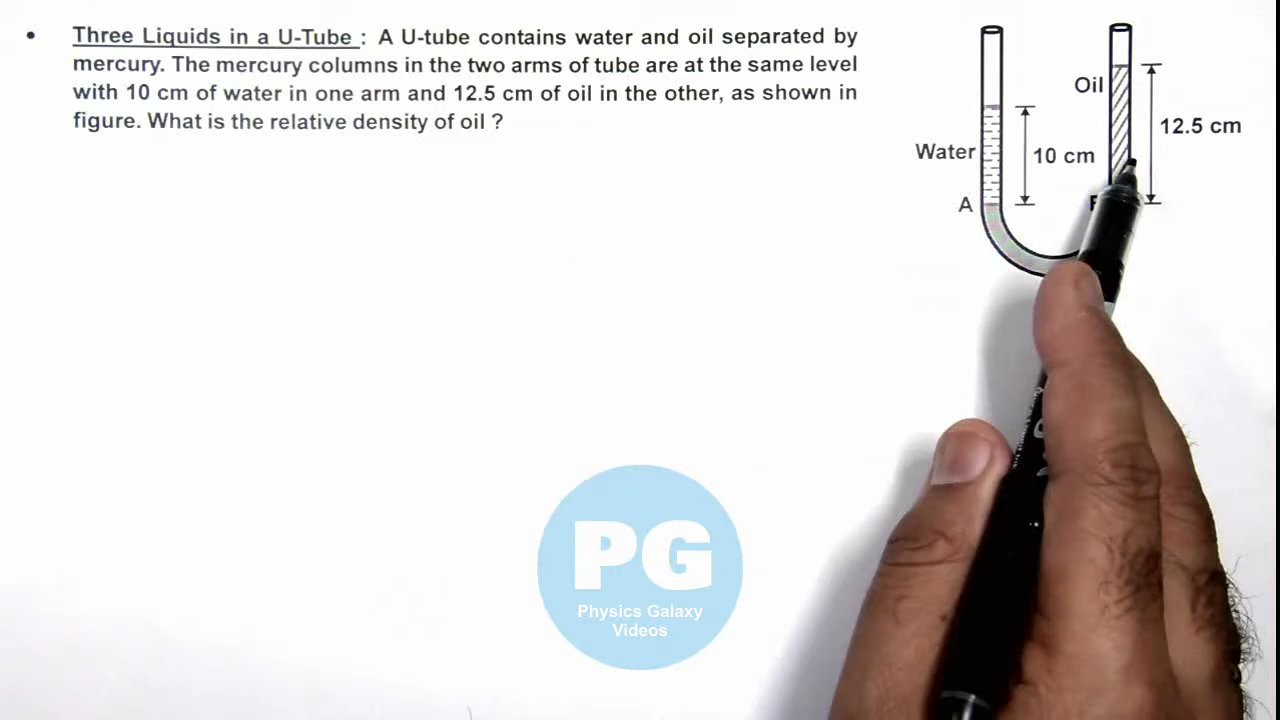 Three Liquids in a U-Tube : A U-tube contains water and oil separated by
mercury. The mercury columns in the two arms of tube are at the same level
with 10 cm of water in one arm and 12.5 cm of oil in the other, as shown in
figure. What is the relative density of oil ?
Oil
12.5 cm
Water
10 cm
A
PG
Physics Galaxy
Videos